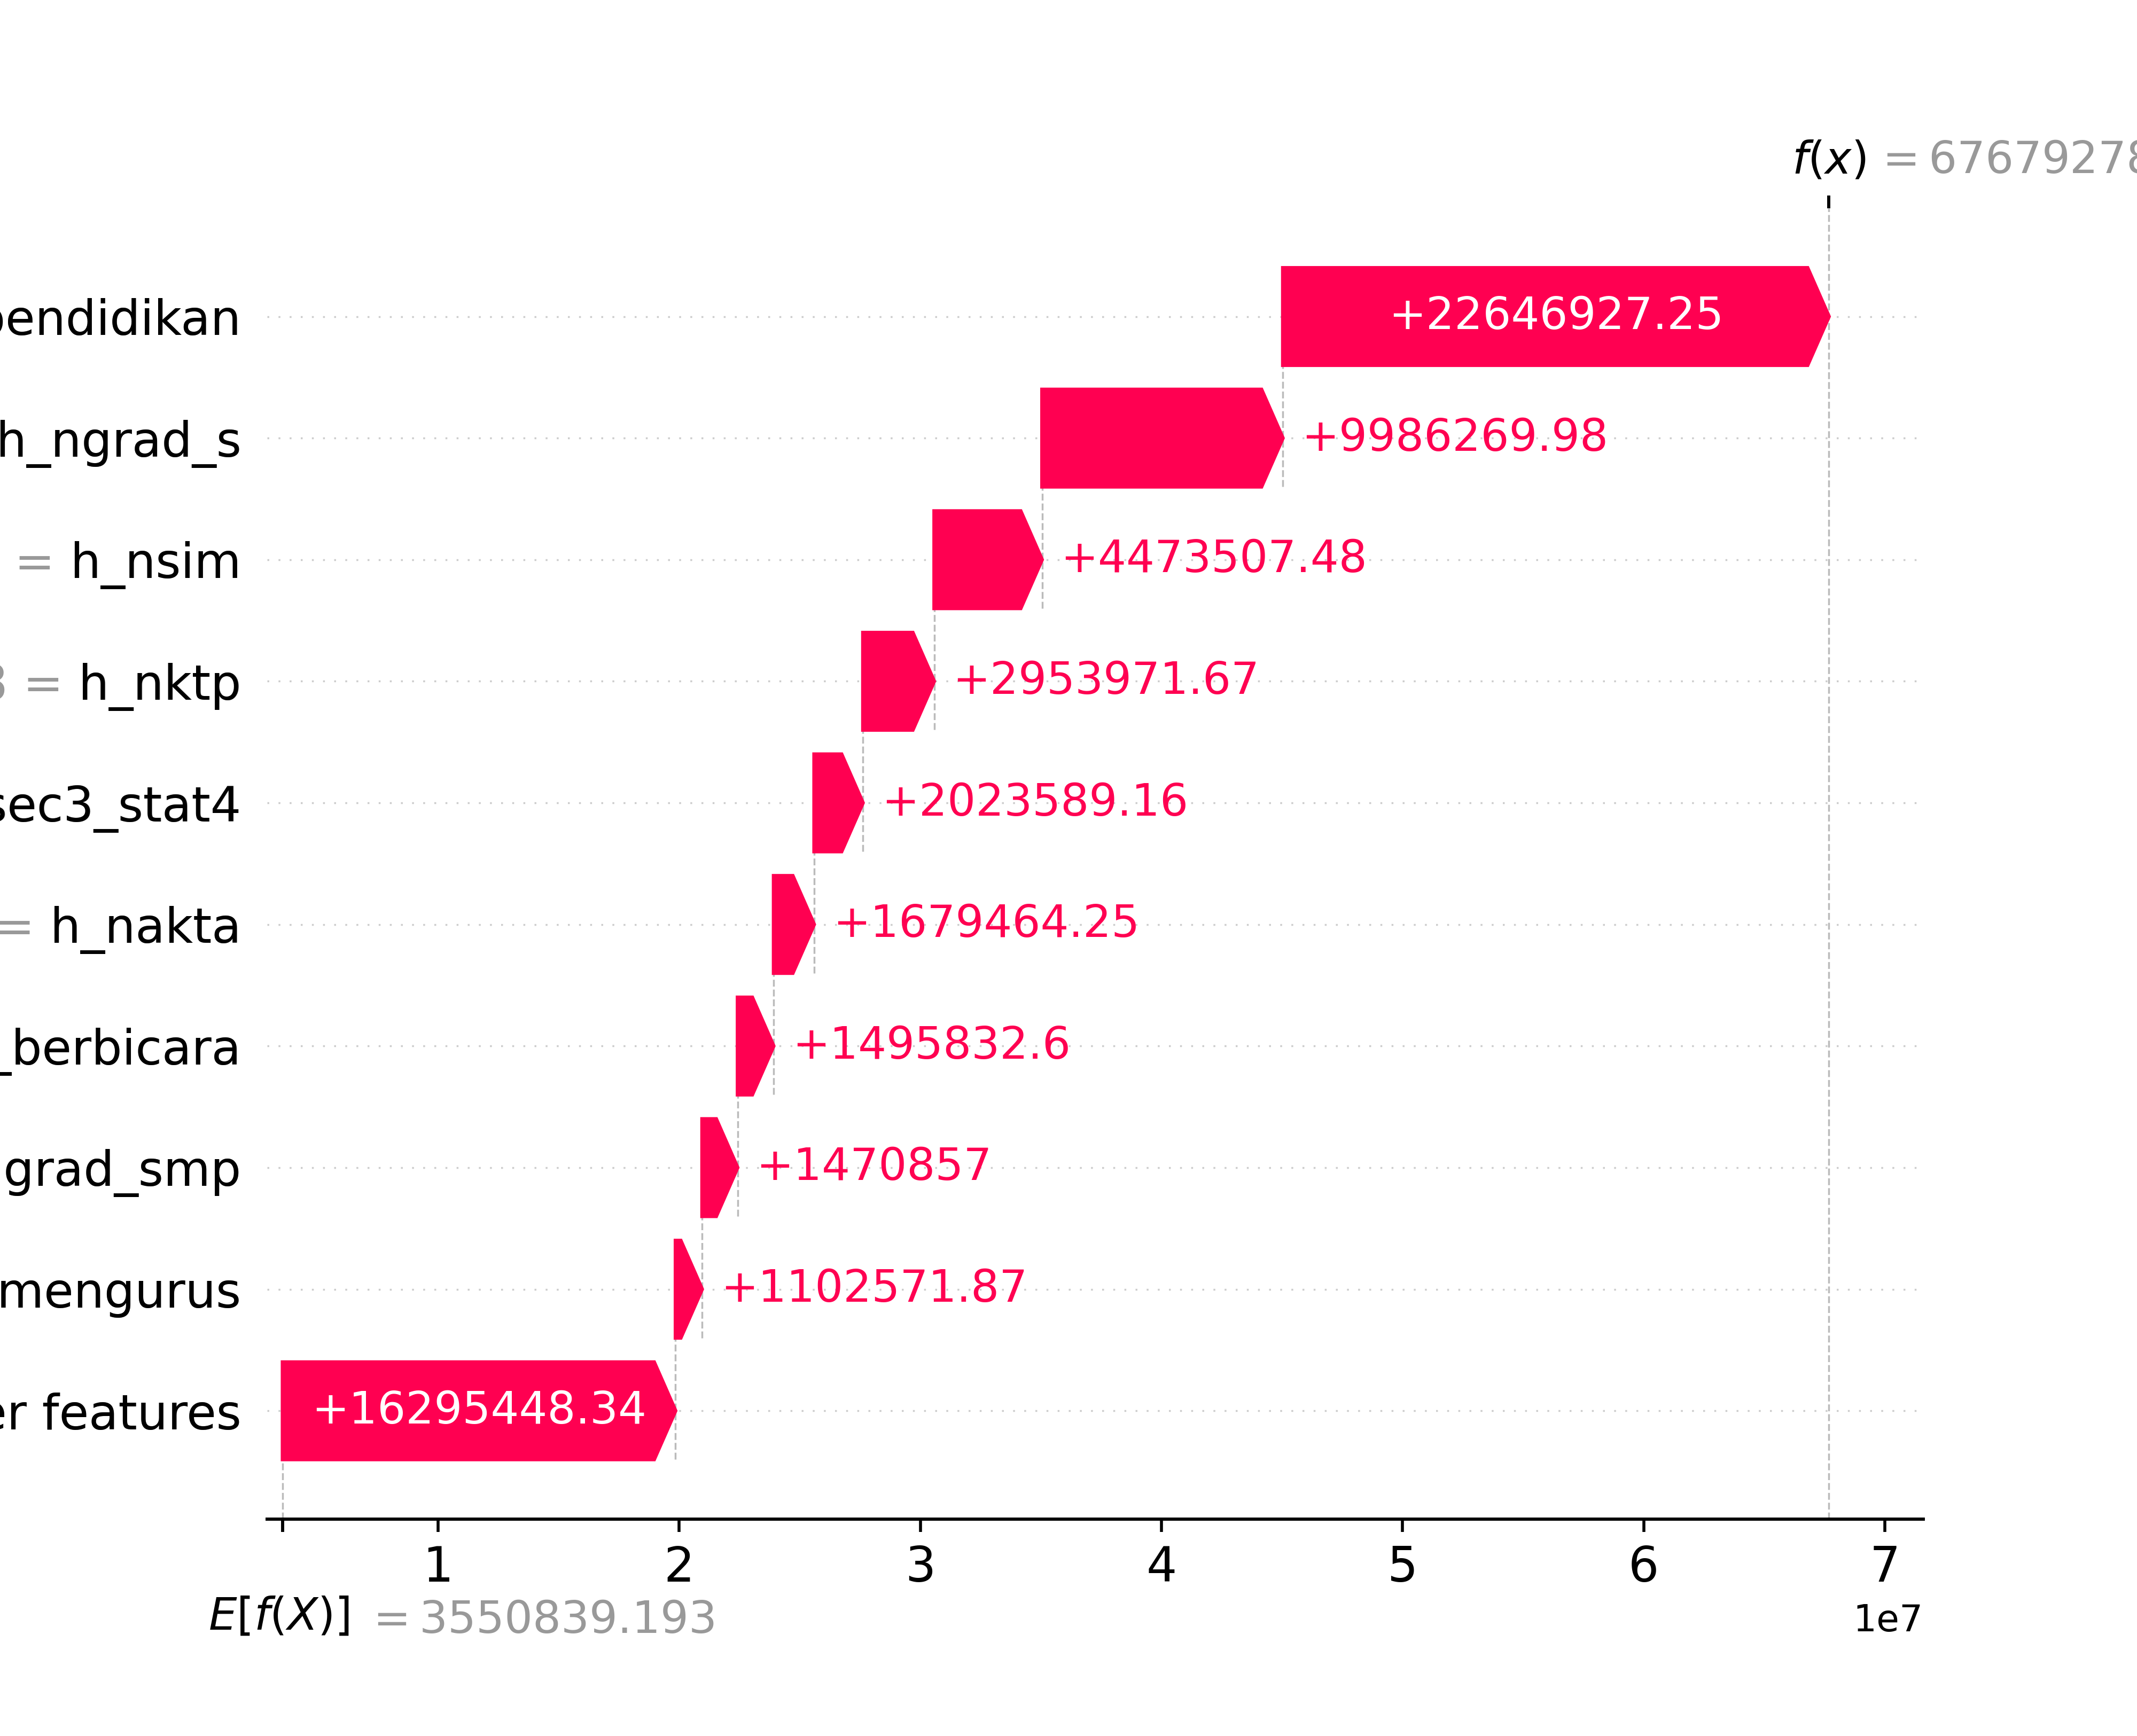 f(x) = 67679278
pendidikan +22646927.25
h_ngrad_s +9986269.98
= h_nsim +4473507.48
= h_nktp +2953971.67
sec3_stat4 +2023589.16
= h_nakta +1679464.25
_berbicara +1495832.6
grad_smp +1470857
mengurus +1102571.87
er features +16295448.34
1 2 3 4 5 6 7
E[f(X)] = 3550839.193
1e7